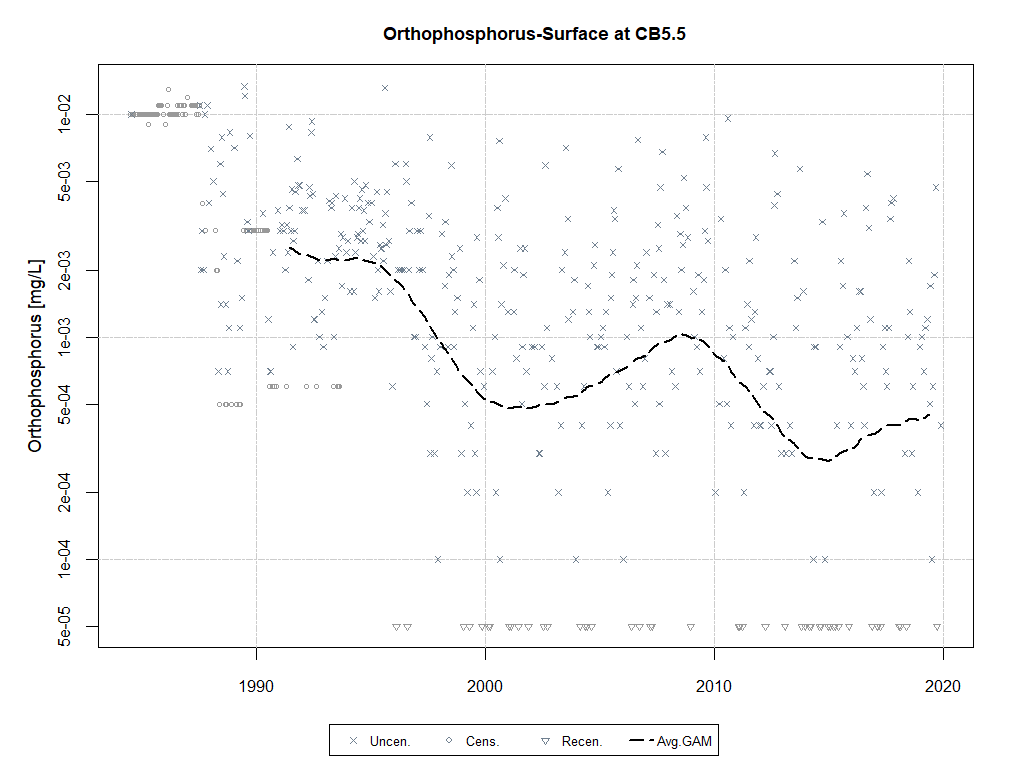 Orthophosphorus-Surface at CB5.5
Orthophosphorus [mg/L]
1e-02
5e-03
2e-03
1e-03
5e-04
2e-04
1e-04
5e-05
1990 2000 2010 2020
Uncen. Cens. Recen. Avg.GAM